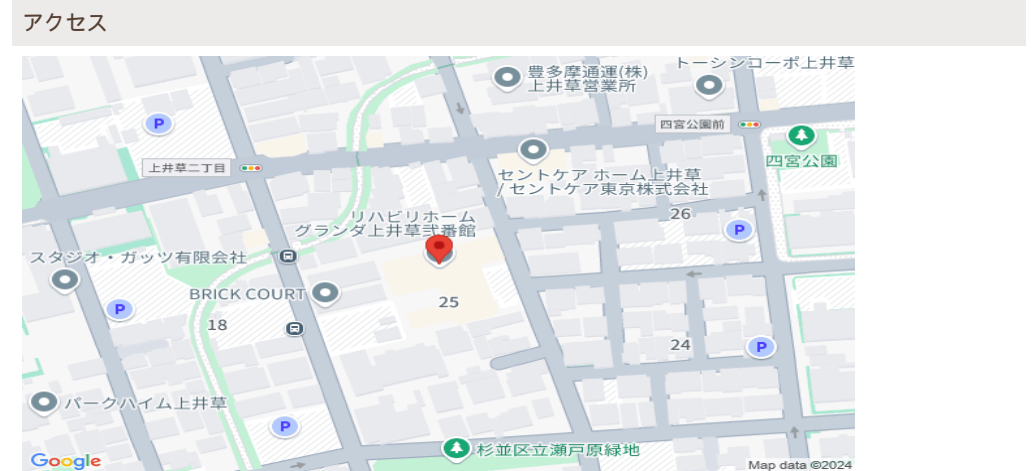 アクセス
豊多摩通運(株)
上井草営業所
トーシンコーポ上井草
P
四宮公園前
上井草二丁目
四宮公園
セントケア ホーム上井草
/ セントケア東京株式会社
リハビリホーム
グランダ上井草弐番館
26
P
スタジオ・ガッツ有限会社
BRICK COURT
25
P
18
24
P
パークハイム上井草
P
杉並区立瀬戸原緑地
Google
Map data ©2024